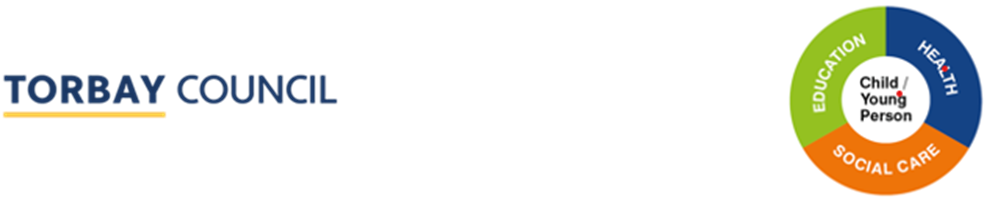 TORBAY COUNCIL
EDUCATION
HEALTH
Child /
Young
Person
SOCIAL CARE